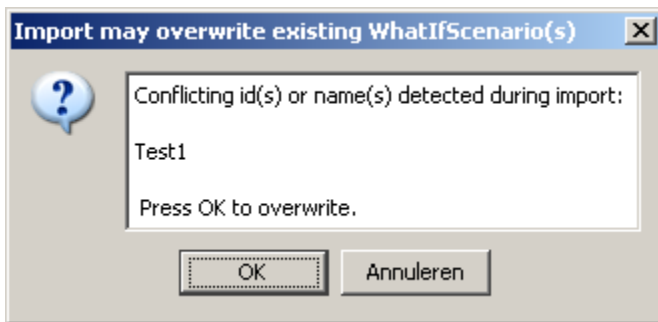 Import may overwrite existing WhatIfScenario(s)
Conflicting id(s) or name(s) detected during import:
Test1
Press OK to overwrite.
OK
Annuleren